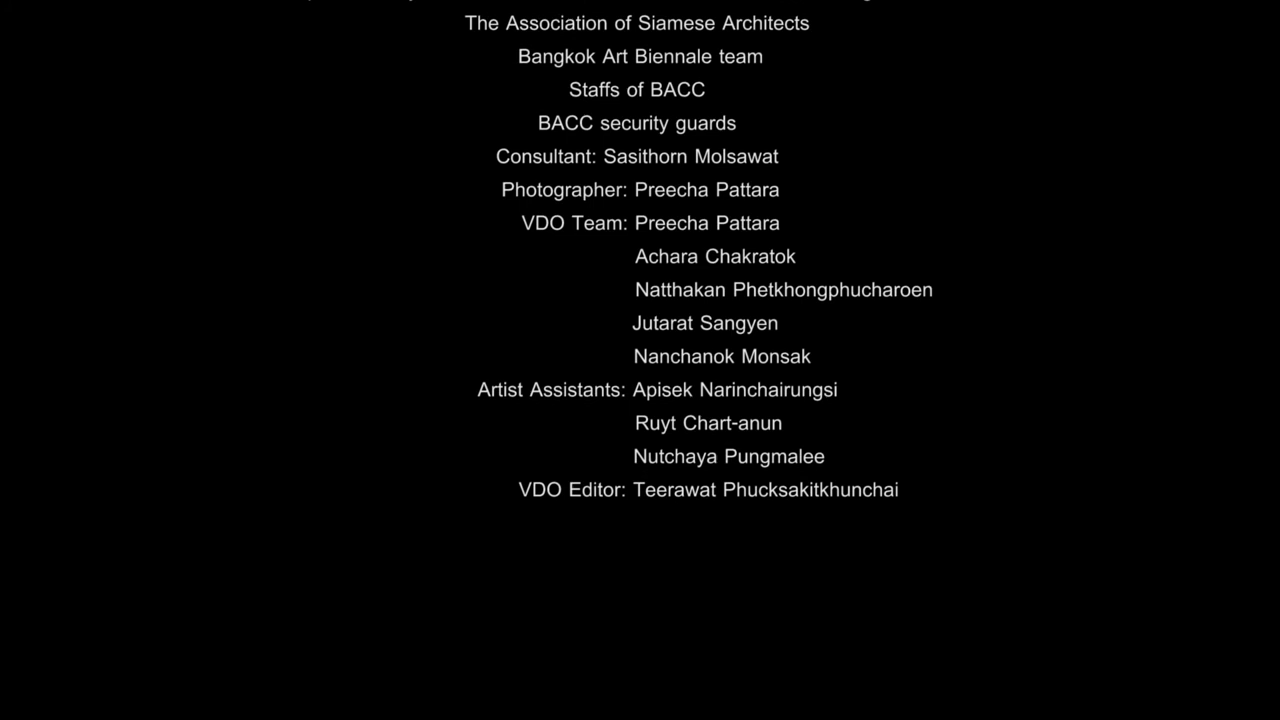 The Association of Siamese Architects
Bangkok Art Biennale team
Staffs of BACC
BACC security guards
Consultant: Sasithorn Molsawat
Photographer: Preecha Pattara
VDO Team: Preecha Pattara
Achara Chakratok
Natthakan Phetkhongphucharoen
Jutarat Sangyen
Nanchanok Monsak
Artist Assistants: Apisek Narinchairungsi
Ruyt Chart-anun
Nutchaya Pungmalee
VDO Editor: Teerawat Phucksakitkhunchai